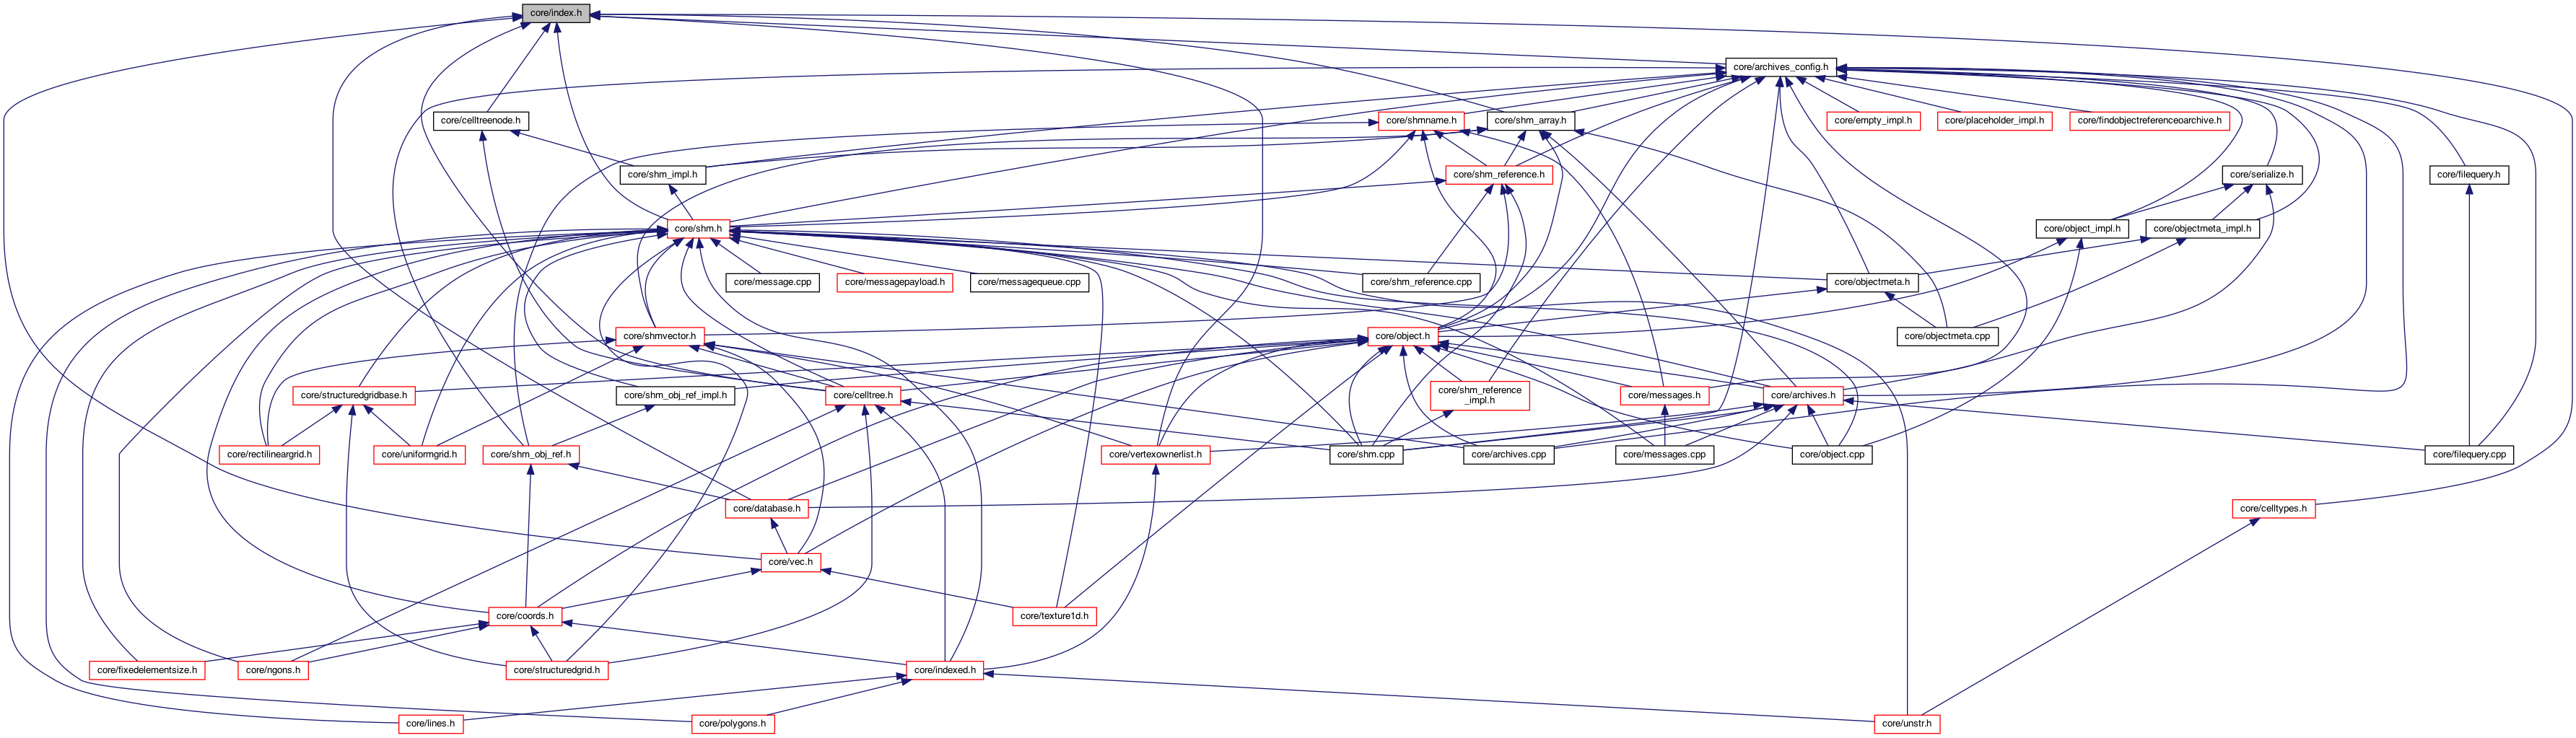 core/index.h
core/archives_config.h
core/celltreenode.h
core/shmname.h
core/shm_array.h
core/empty_impl.h
core/placeholder_impl.h
core/findobjectreferenceoarchive.h
core/shm_impl.h
core/shm_reference.h
core/serialize.h
core/filequery.h
core/shm.h
core/object_impl.h
core/objectmeta_impl.h
core/message.cpp
core/messagepayload.h
core/messagequeue.cpp
core/shm_reference.cpp
core/objectmeta.h
core/shmvector.h
core/object.h
core/objectmeta.cpp
core/structuredgridbase.h
core/shm_obj_ref_impl.h
core/celltree.h
core/shm_reference
_impl.h
core/messages.h
core/archives.h
core/rectilineargrid.h
core/uniformgrid.h
core/shm_obj_ref.h
core/vertexownerlist.h
core/shm.cpp
core/archives.cpp
core/messages.cpp
core/object.cpp
core/filequery.cpp
core/database.h
core/celltypes.h
core/vec.h
core/coords.h
core/texture1d.h
core/fixedelementsize.h
core/ngons.h
core/structuredgrid.h
core/indexed.h
core/lines.h
core/polygons.h
core/unstr.h